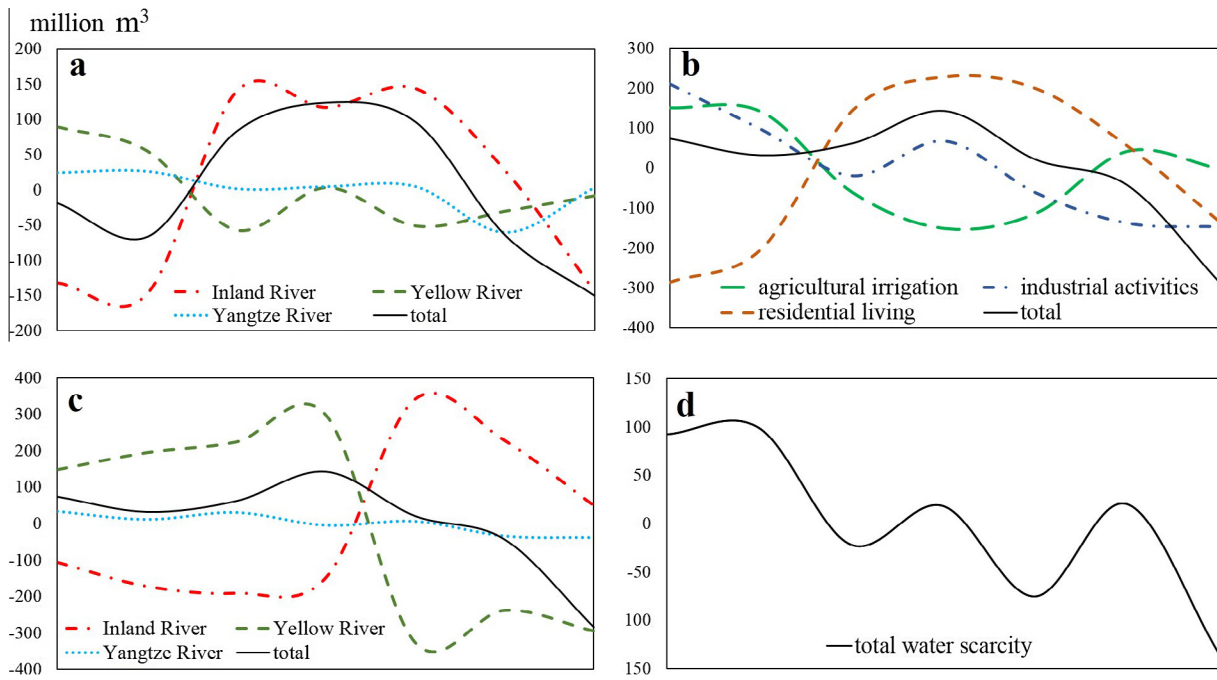 million m³
a
200
150
100
50
0
-50
-100
-150
-200
Inland River
Yellow River
Yangtze River
total
b
300
200
100
0
-100
-200
-300
-400
agricultural irrigation
industrial activitics
residential living
total
c
400
300
200
100
0
-100
-200
-300
-400
Inland River
Yellow River
Yangtzc River
total
d
150
100
50
0
-50
100
150
total water scarcity